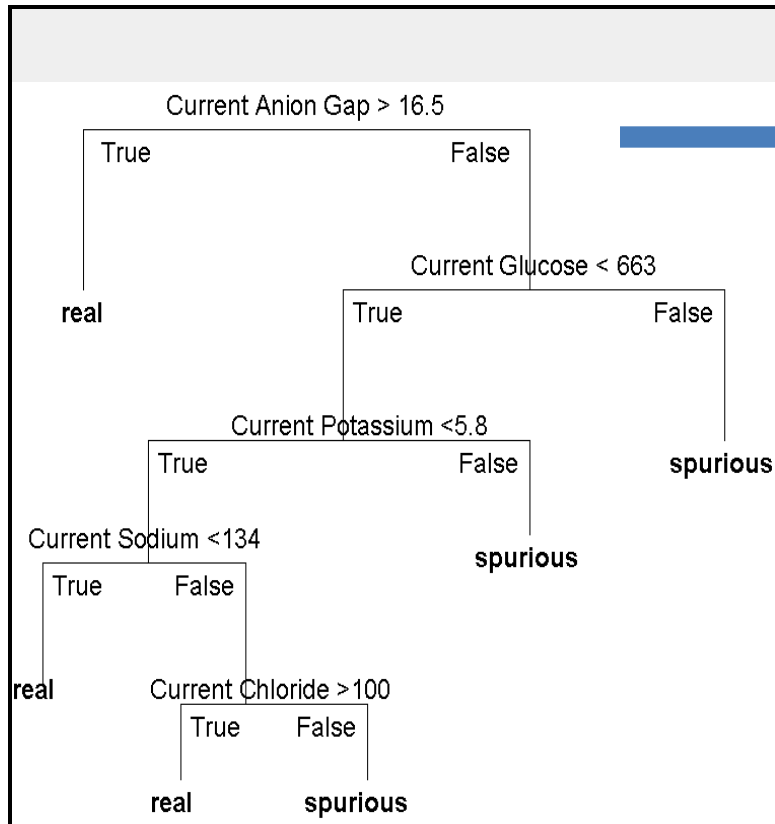 Current Anion Gap > 16.5
True False
Current Glucose < 663
real True False
Current Potassium <5.8
True False spurious
Current Sodium <134
spurious
True False
real Current Chloride >100
True False
real spurious